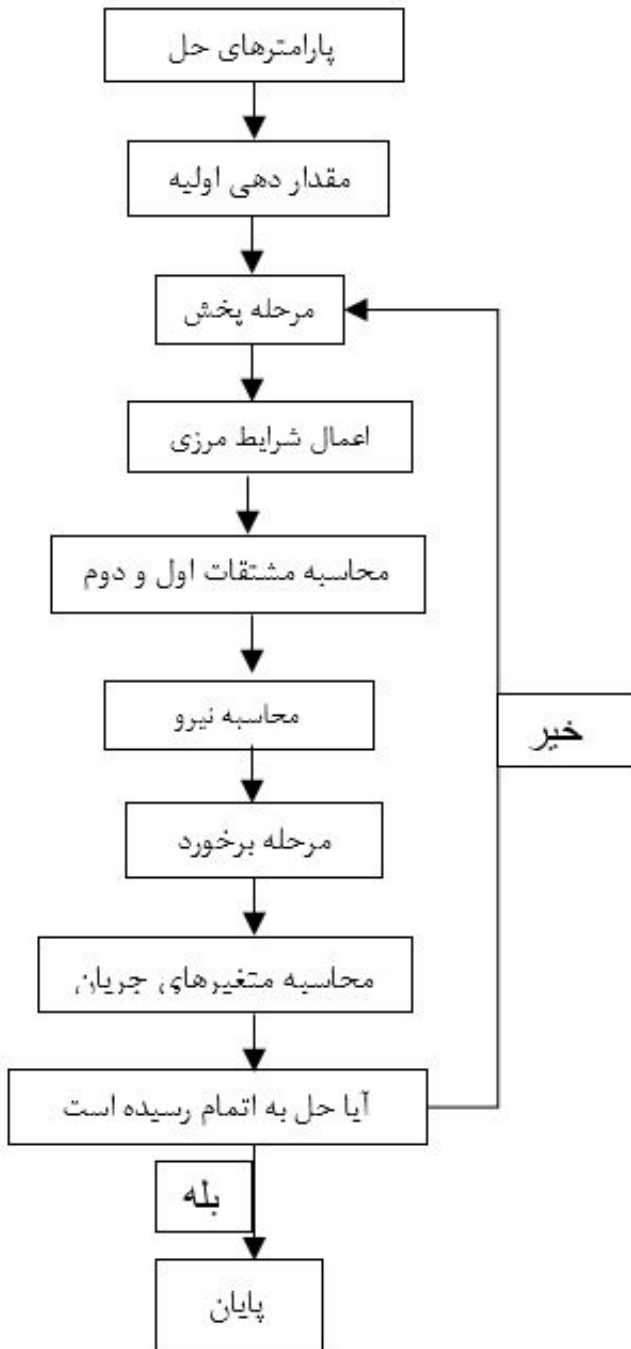 پارامترهای حل
مقدار دهی اولیه
مرحله پخش
اعمال شرایط مرزی
محاسبه مشتقات اول و دوم
محاسبه نیرو
خیر
مرحله برخورد
محاسبه متغیرهای جریان
آیا حل به اتمام رسیده است
بله
پایان